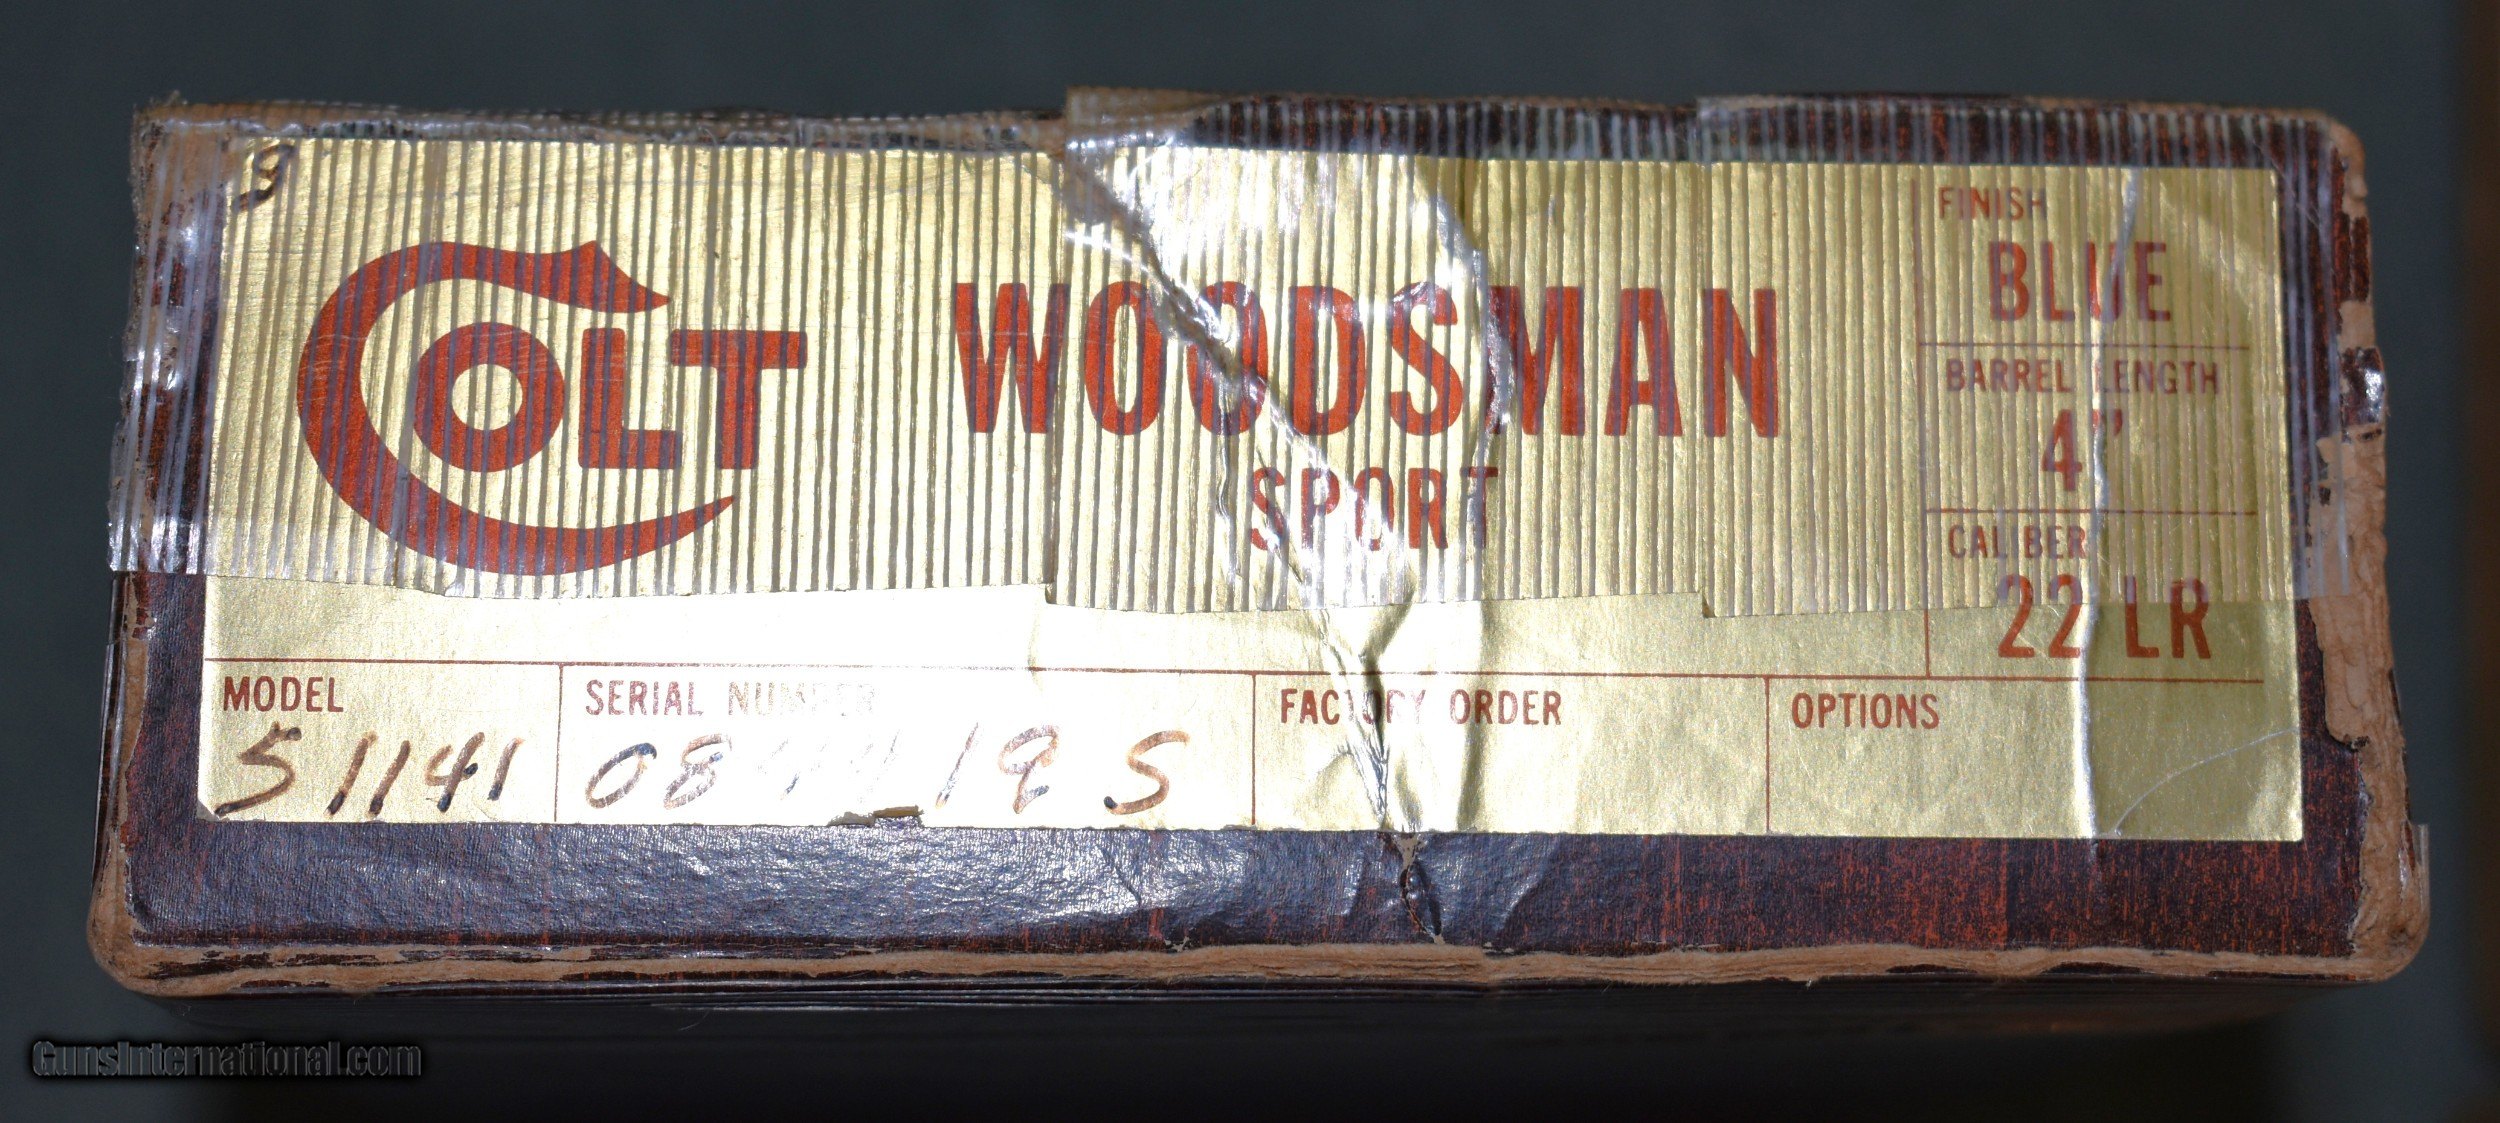 9
COLT
WOODSMAN
SPORT
FINISH
BLUE
BARREL LENGTH
4"
CALIBER
22 LR
MODEL
51141
SERIAL NUMBER
FACTORY ORDER
OPTIONS
GunsInternational.com